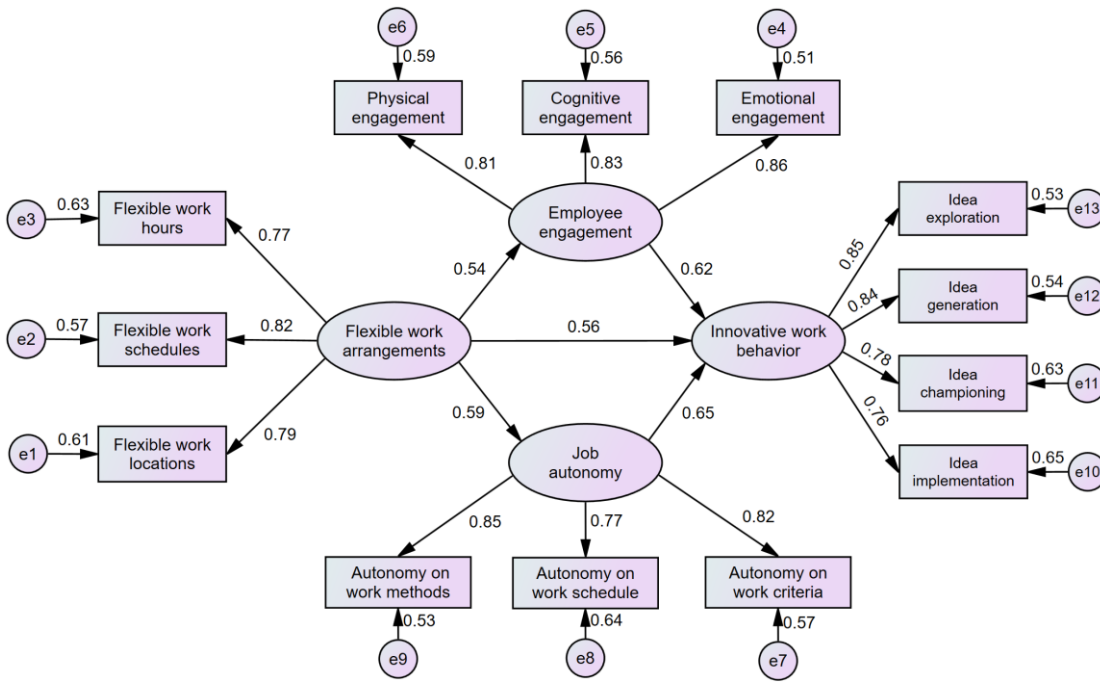 e6
e5
e4
0.59
0.56
0.51
Physical
engagement
Cognitive
engagement
Emotional
engagement
0.81
0.83
0.86
e3
0.63
Flexible work
hours
0.77
Employee
engagement
0.54
0.62
Idea
exploration
0.53
e13
0.85
e2
0.57
Flexible work
schedules
0.82
Flexible work
arrangements
0.56
Innovative work
behavior
0.84
Idea
generation
0.54
e12
0.78
Idea
championing
0.63
e11
0.76
Idea
implementation
0.65
e10
e1
0.61
Flexible work
locations
0.79
0.59
0.65
Job
autonomy
0.85
0.77
0.82
Autonomy on
work methods
Autonomy on
work schedule
Autonomy on
work criteria
0.53
0.64
0.57
e9
e8
e7